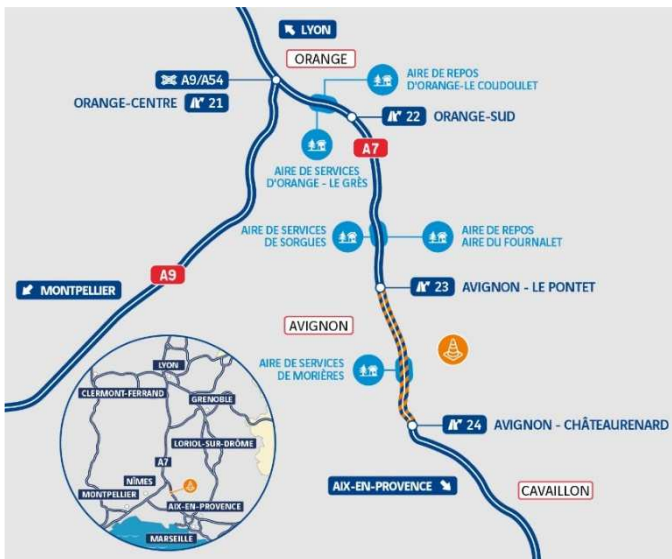 LYON
ORANGE
A9/A54
AIRE DE REPOS
D'ORANGE-LE COUDOULET
ORANGE-CENTRE 21
22 ORANGE-SUD
A7
AIRE DE SERVICES
D'ORANGE - LE GRÈS
AIRE DE SERVICES
DE SORGUES
AIRE DE REPOS
AIRE DU FOURNALET
A9
MONTPELLIER
23 AVIGNON - LE PONTET
AVIGNON
AIRE DE SERVICES
DE MORIÈRES
24 AVIGNON - CHÂTEAURENARD
AIX-EN-PROVENCE
CAVAILLON
LYON
CLERMONT-FERRAND
GRENOBLE
LORIOL-SUR-DRÔME
A7
NÎMES
MONTPELLIER
AIX-EN-PROVENCE
MARSEILLE